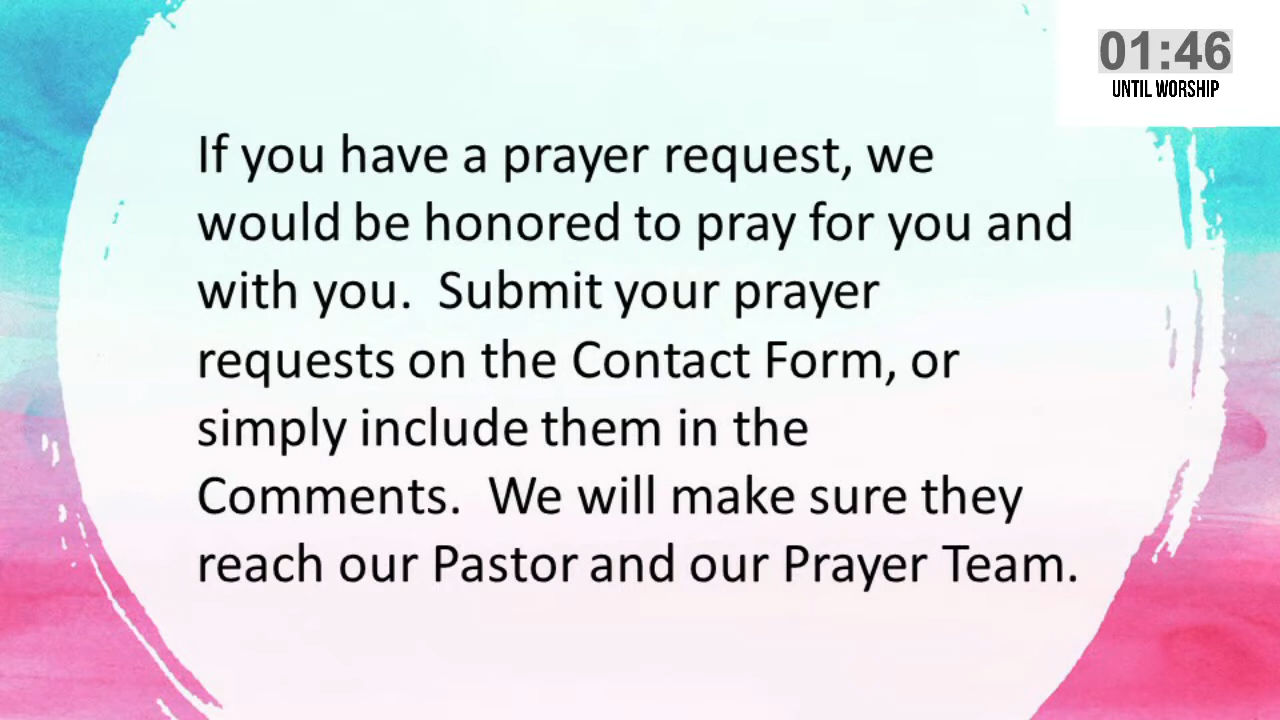 01:46
UNTIL WORSHIP
If you have a prayer request, we
would be honored to pray for you and
with you.  Submit your prayer
requests on the Contact Form, or
simply include them in the
Comments.  We will make sure they
reach our Pastor and our Prayer Team.